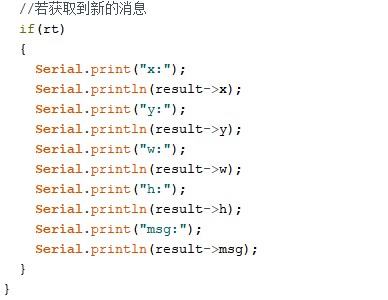 //若获取到新的消息
if(rt)
{
Serial.print("x:");
Serial.println(result->x);
Serial.print("y:");
Serial.println(result->y);
Serial.print("w:");
Serial.println(result->w);
Serial.print("h:");
Serial.println(result->h);
Serial.print("msg:");
Serial.println(result->msg);
}
}